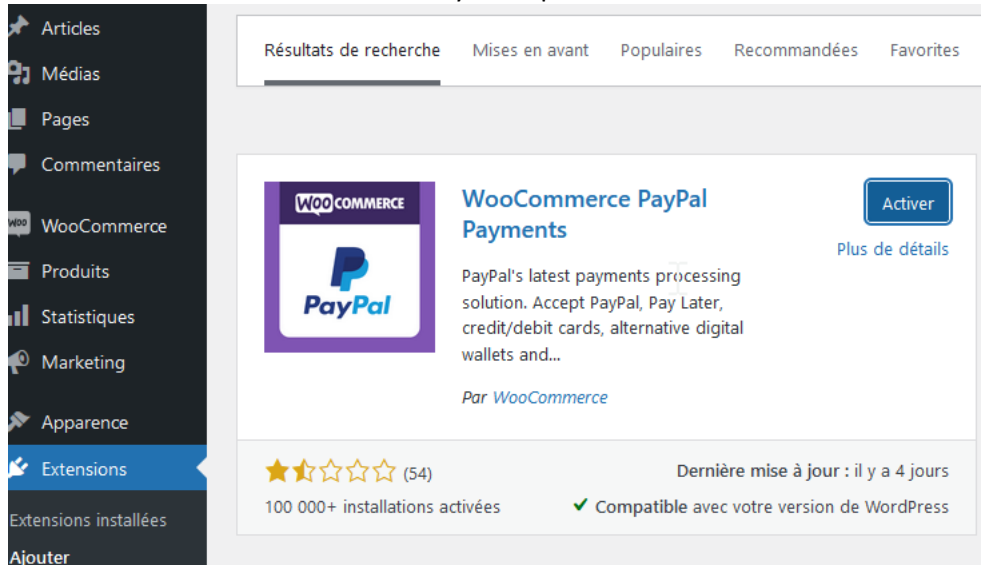 Articles
Médias
Pages
Commentaires
WooCommerce
Produits
Statistiques
Marketing
Apparence
Extensions
Extensions installées
Ajouter
Résultats de recherche Mises en avant Populaires Recommandées Favorites
WOO COMMERCE
PayPal
WooCommerce PayPal
Payments
Activer
Plus de détails
PayPal's latest payments processing
solution. Accept PayPal, Pay Later,
credit/debit cards, alternative digital
wallets and...
Par WooCommerce
(54)
Dernière mise à jour : il y a 4 jours
100 000+ installations activées
Compatible avec votre version de WordPress